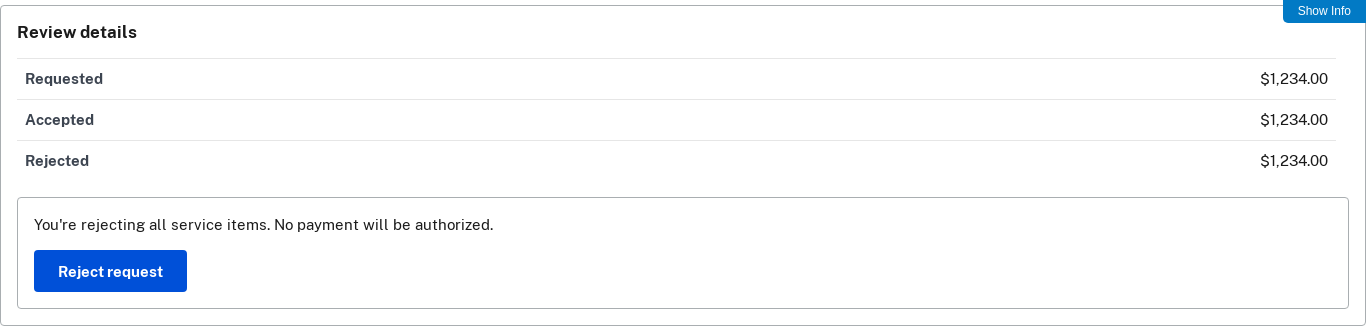 Show Info
Review details
Requested $1,234.00
Accepted $1,234.00
Rejected $1,234.00
You're rejecting all service items. No payment will be authorized.
Reject request